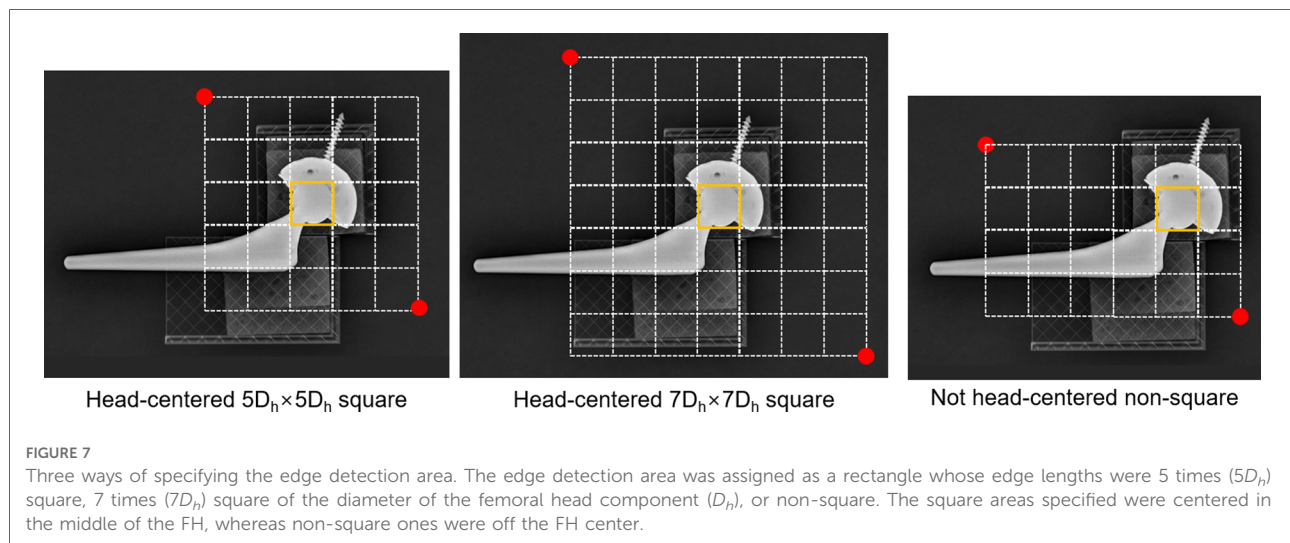 Head-centered 5Dₕ×5Dₕ square
Head-centered 7Dₕ×7Dₕ square
Not head-centered non-square
FIGURE 7
Three ways of specifying the edge detection area. The edge detection area was assigned as a rectangle whose edge lengths were 5 times (5Dₕ)
square, 7 times (7Dₕ) square of the diameter of the femoral head component (Dₕ), or non-square. The square areas specified were centered in
the middle of the FH, whereas non-square ones were off the FH center.